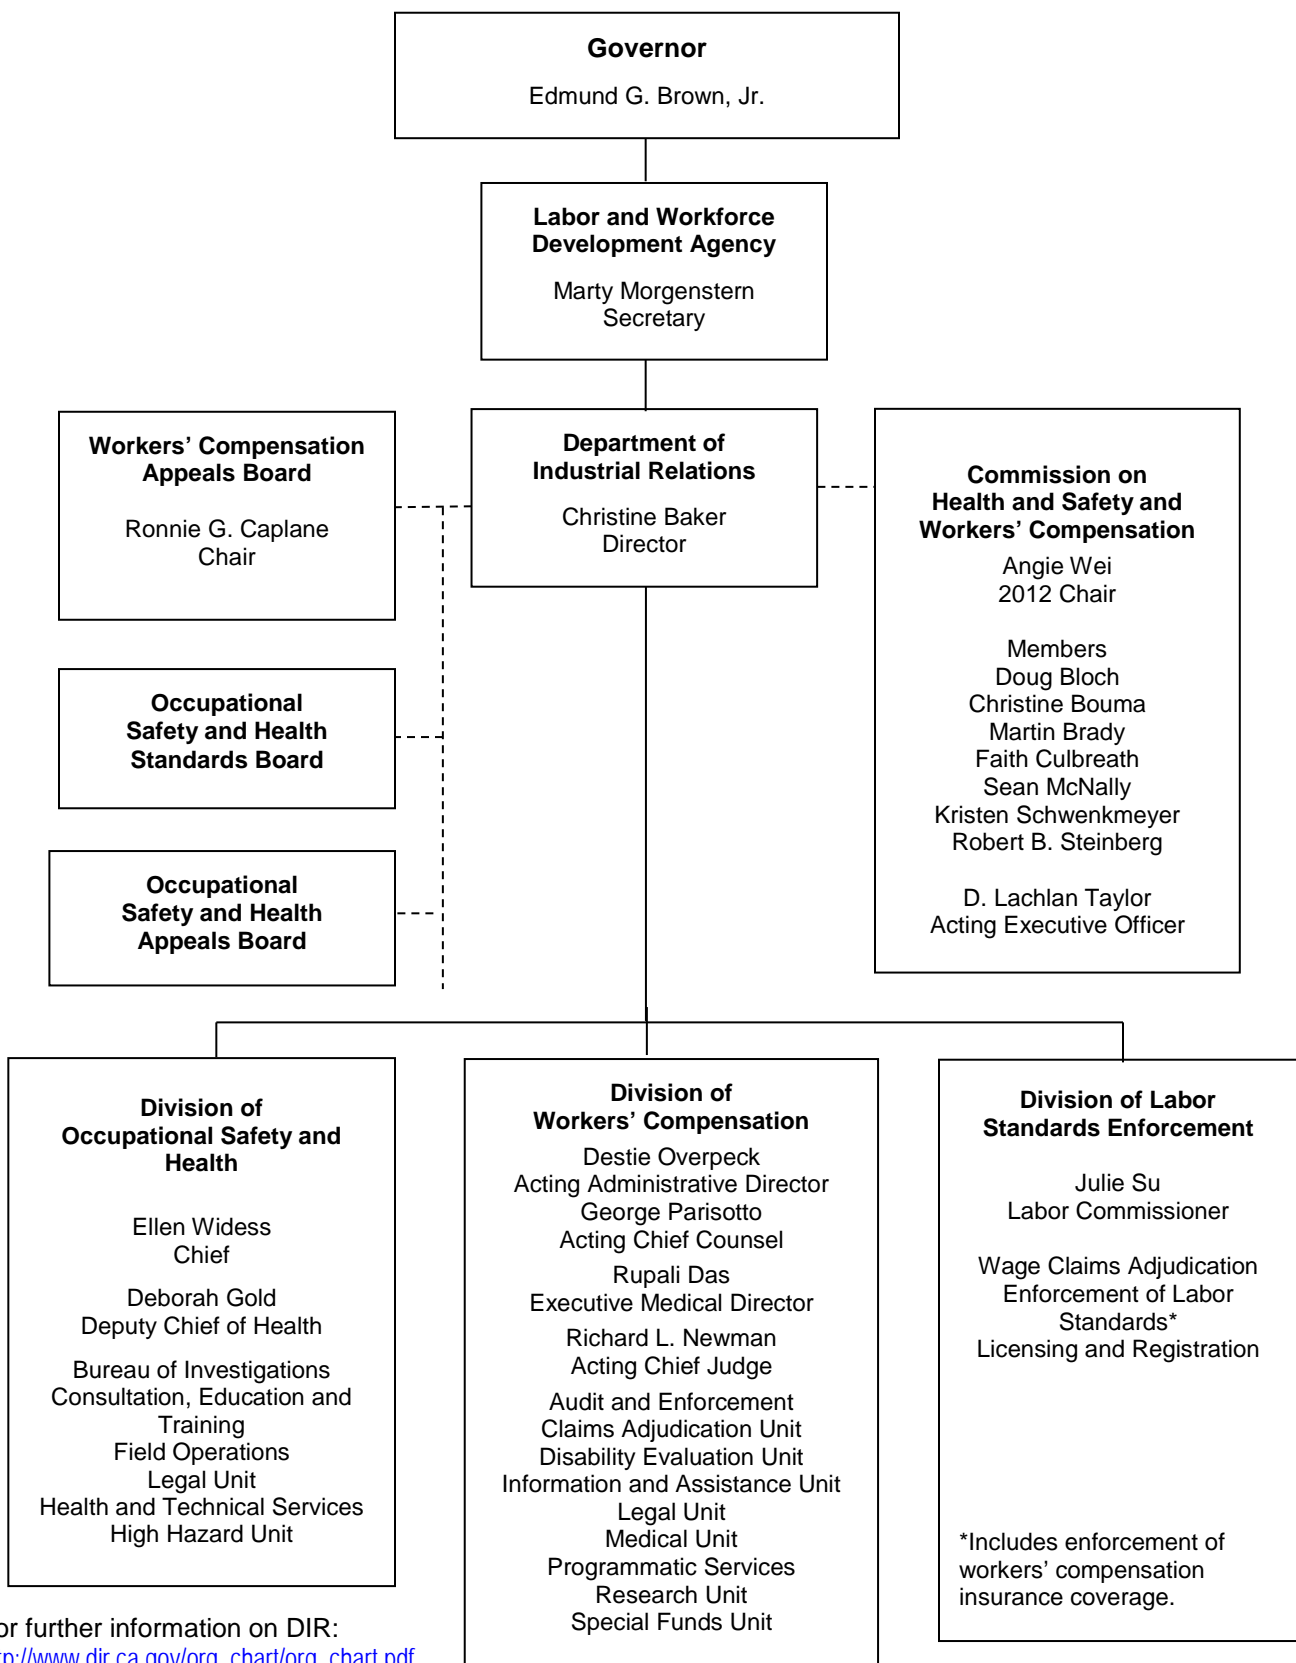 Governor
Edmund G. Brown, Jr.
Labor and Workforce
Development Agency
Marty Morgenstern
Secretary
Workers’ Compensation
Appeals Board
Ronnie G. Caplane
Chair
Department of
Industrial Relations
Christine Baker
Director
Commission on
Health and Safety and
Workers’ Compensation
Angie Wei
2012 Chair
Members
Doug Bloch
Christine Bouma
Martin Brady
Faith Culbreath
Sean McNally
Kristen Schwenkmeyer
Robert B. Steinberg
D. Lachlan Taylor
Acting Executive Officer
Occupational
Safety and Health
Standards Board
Occupational
Safety and Health
Appeals Board
Division of
Occupational Safety and
Health
Ellen Widess
Chief
Deborah Gold
Deputy Chief of Health
Bureau of Investigations
Consultation, Education and
Training
Field Operations
Legal Unit
Health and Technical Services
High Hazard Unit
Division of
Workers’ Compensation
Destie Overpeck
Acting Administrative Director
George Parisotto
Acting Chief Counsel
Rupali Das
Executive Medical Director
Richard L. Newman
Acting Chief Judge
Audit and Enforcement
Claims Adjudication Unit
Disability Evaluation Unit
Information and Assistance Unit
Legal Unit
Medical Unit
Programmatic Services
Research Unit
Special Funds Unit
Division of Labor
Standards Enforcement
Julie Su
Labor Commissioner
Wage Claims Adjudication
Enforcement of Labor
Standards*
Licensing and Registration
*Includes enforcement of
workers’ compensation
insurance coverage.
or further information on DIR:
tp://www.dir.ca.gov/org_chart/org_chart.pdf